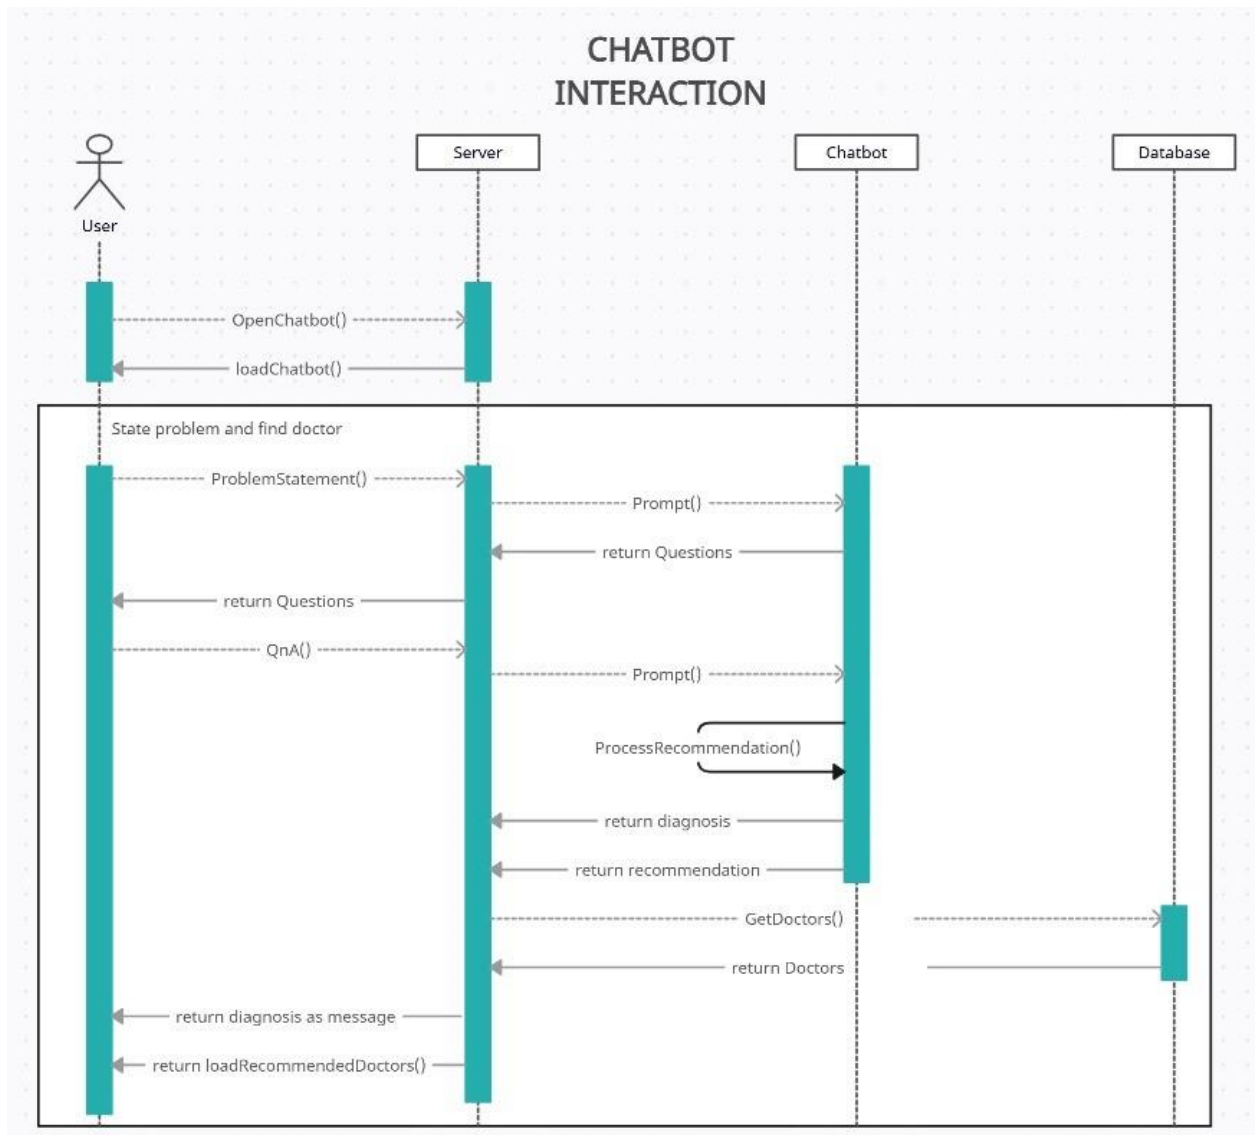 CHATBOT
INTERACTION
Server
Chatbot
Database
User
OpenChatbot()
loadChatbot()
State problem and find doctor
ProblemStatement()
Prompt()
return Questions
return Questions
QnA()
Prompt()
ProcessRecommendation()
return diagnosis
return recommendation
GetDoctors()
return Doctors
return diagnosis as message
return loadRecommendedDoctors()